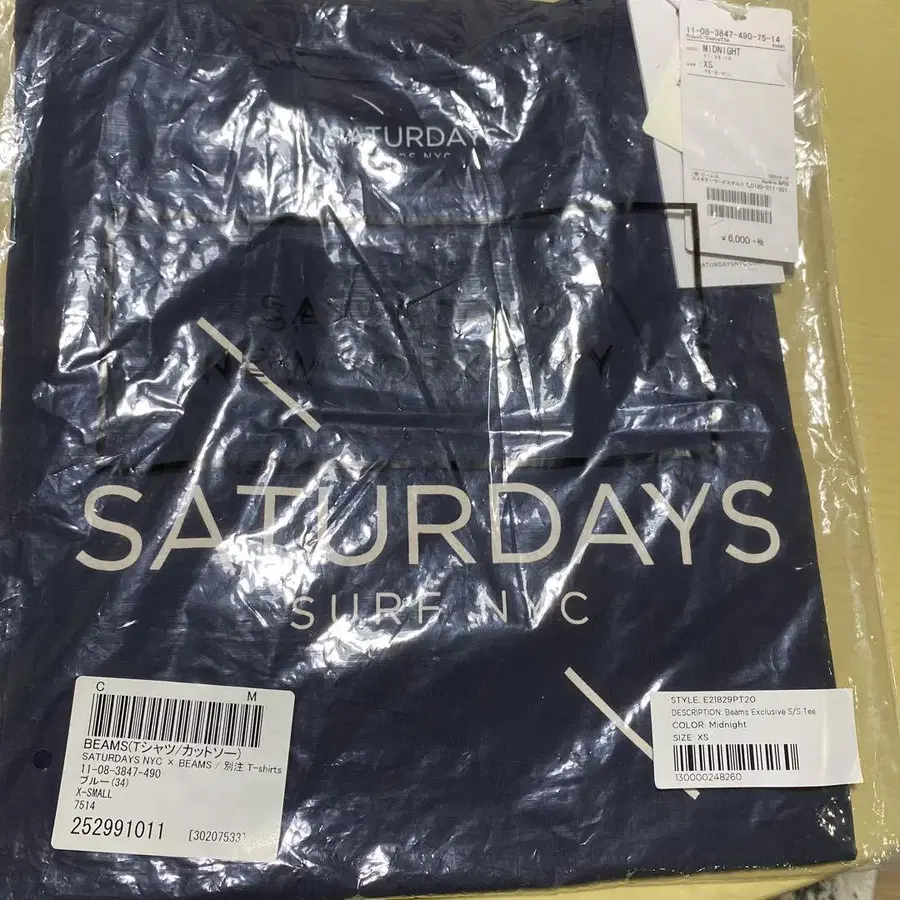 11-08-3847-490-75-14
MIDNIGHT
XS
¥6,000+税
SATURDAYS
SURF NYC
SATURDAYS
SURF NYC
C
M
BEAMS(Tシャツ/カットソー)
SATURDAYS NYC × BEAMS / 別注 T-shirts
11-08-3847-490
ブルー(34)
X-SMALL
7514
252991011
[30207533]
STYLE: E21829PT20
DESCRIPTION: Beams Exclusive S/S Tee
COLOR: Midnight
SIZE: XS
130000248260